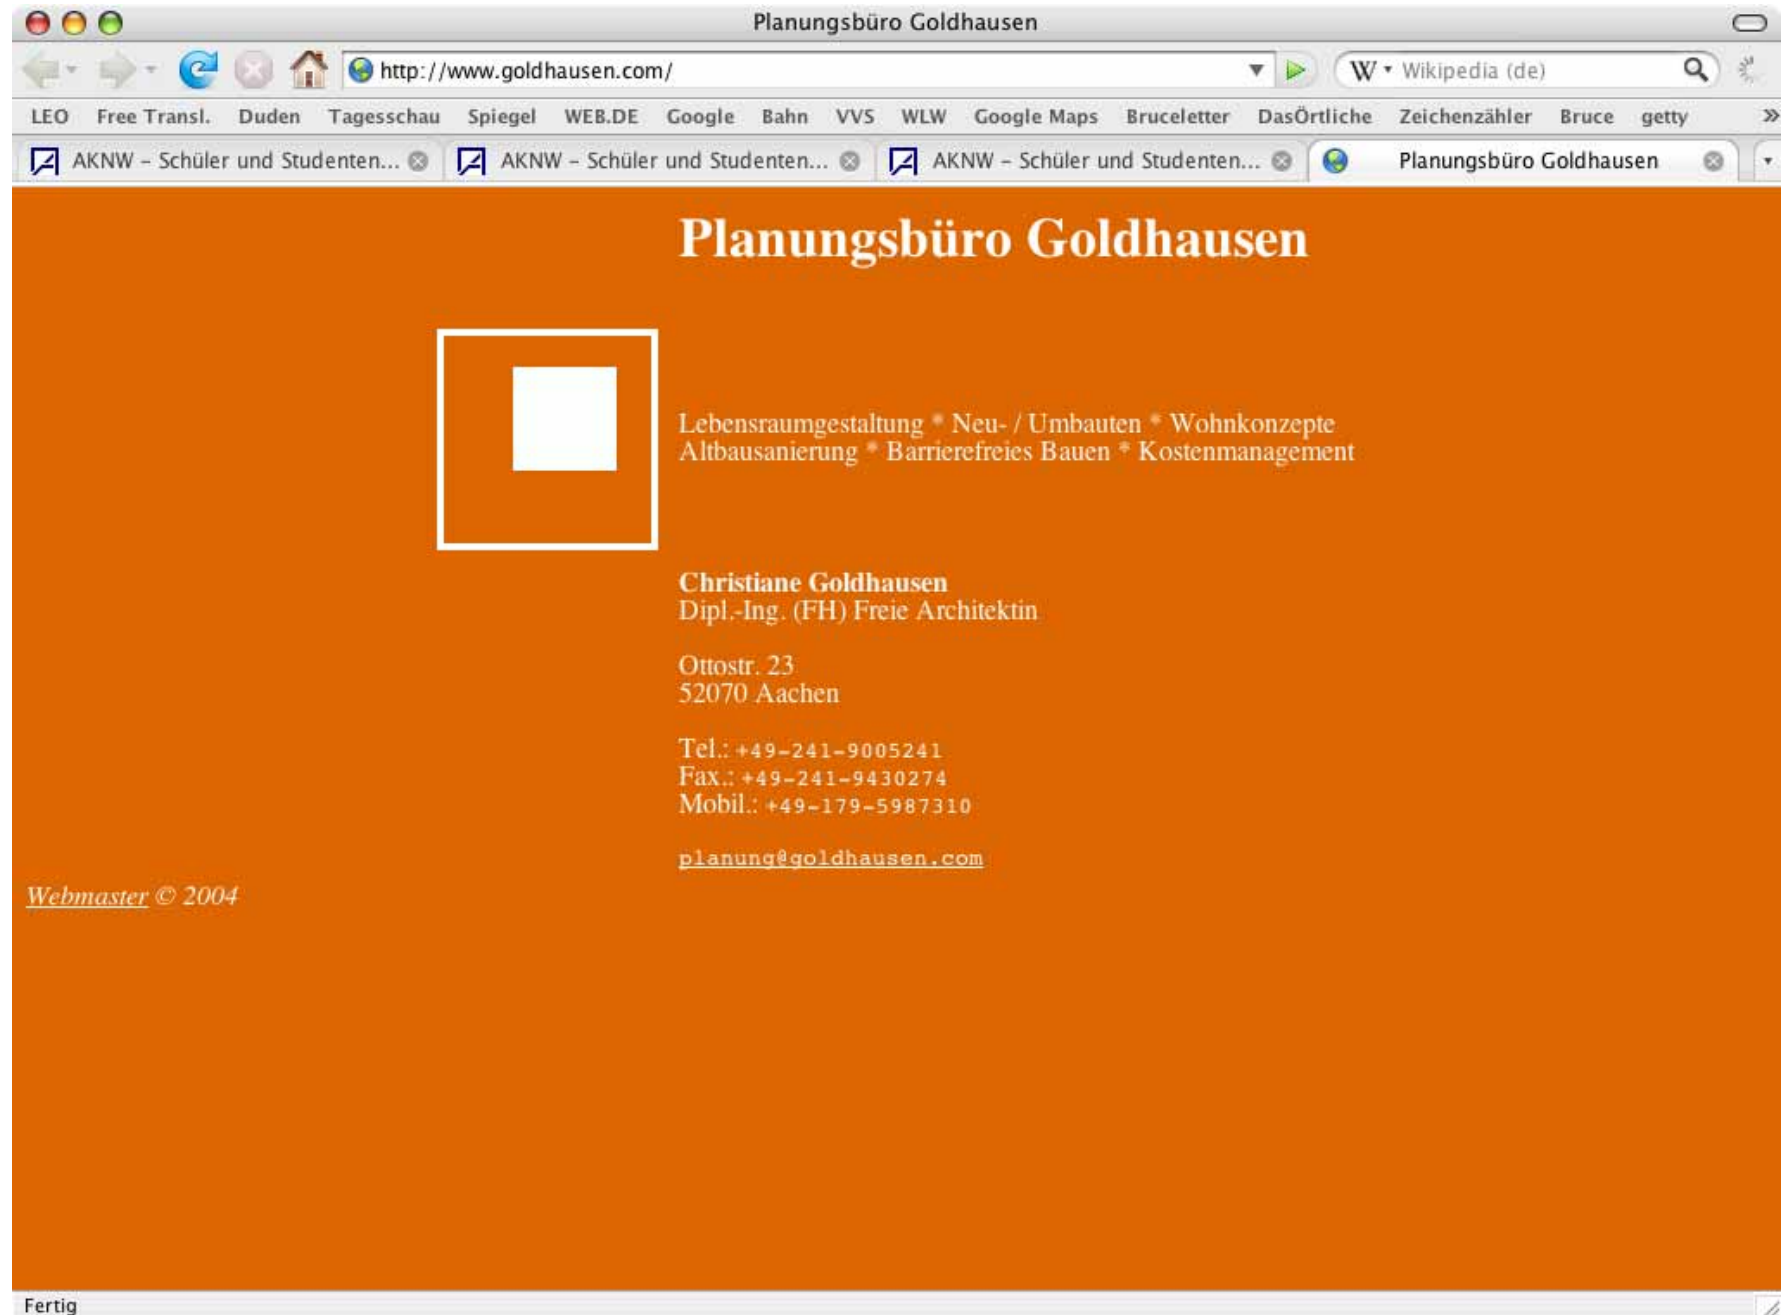 Planungsbüro Goldhausen
http://www.goldhausen.com/
W Wikipedia (de)
LEO Free Transl. Duden Tagesschau Spiegel WEB.DE Google Bahn VVS WLW Google Maps Bruceletter DasÖrtliche Zeichenzähler Bruce getty »
AKNW – Schüler und Studenten... AKNW – Schüler und Studenten... AKNW – Schüler und Studenten... Planungsbüro Goldhausen
Planungsbüro Goldhausen
Lebensraumgestaltung * Neu- / Umbauten * Wohnkonzepte
Altbausanierung * Barrierefreies Bauen * Kostenmanagement
Christiane Goldhausen
Dipl.-Ing. (FH) Freie Architektin
Ottostr. 23
52070 Aachen
Tel.: +49-241-9005241
Fax.: +49-241-9430274
Mobil.: +49-179-5987310
planung@goldhausen.com
Webmaster © 2004
Fertig